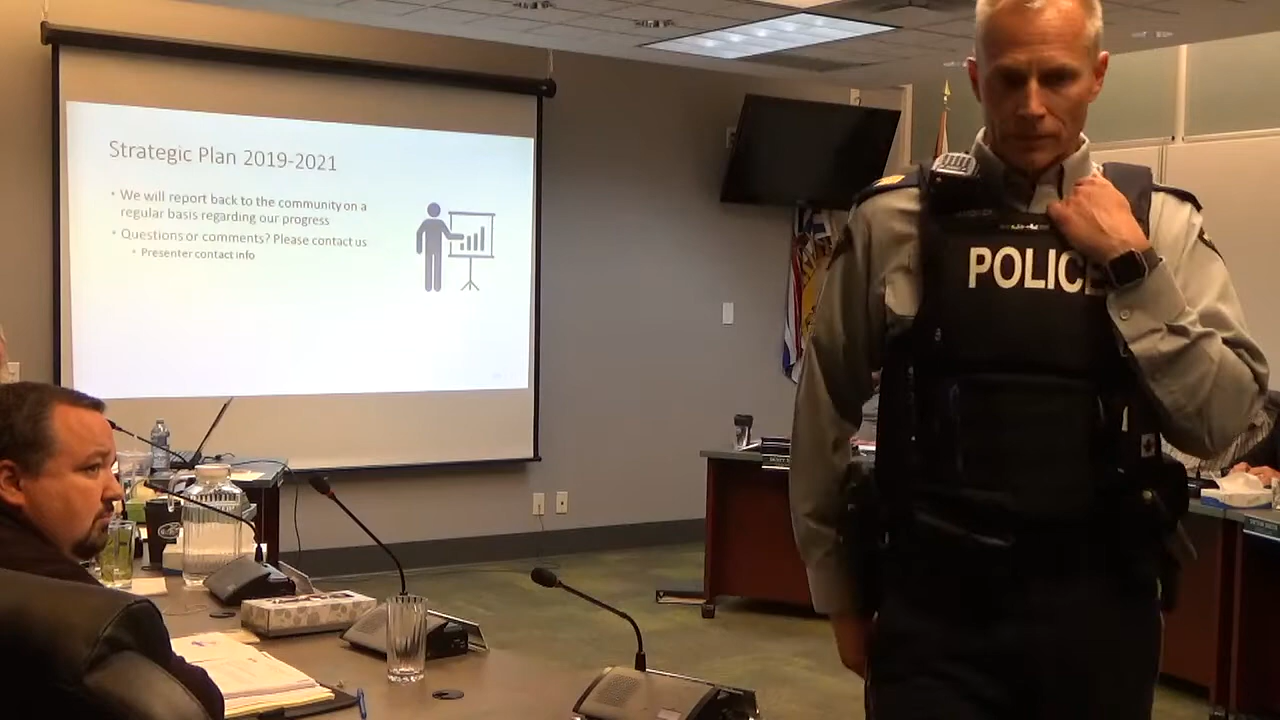 Strategic Plan 2019-2021
• We will report back to the community on a
regular basis regarding our progress
• Questions or comments? Please contact us
• Presenter contact info
POLICE